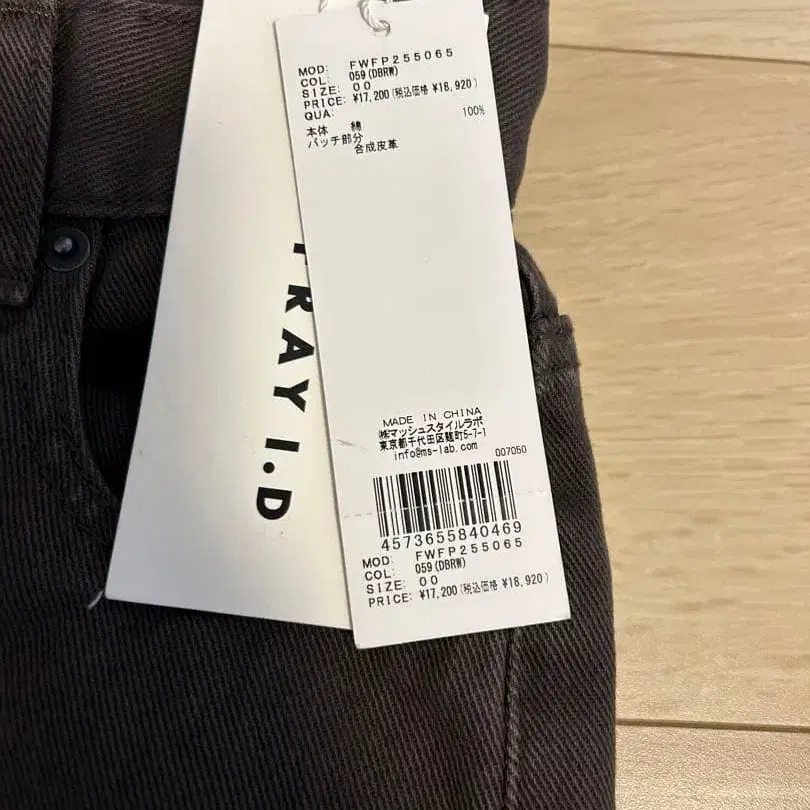 MOD: FWFP255065
COL: 059(DBRW)
SIZE: 00
PRICE: ¥17,200(税込価格 ¥18,920)
QUA:
本体 綿 100%
パッチ部分
合成皮革
RAY I.D
MADE IN CHINA
㈱マッシュスタイルラボ
東京都千代田区麹町5-7-1
info@ms-lab.com
007050
4573655840469
MOD: FWFP255065
COL: 059(DBRW)
SIZE: 00
PRICE: ¥17,200(税込価格 ¥18,920)